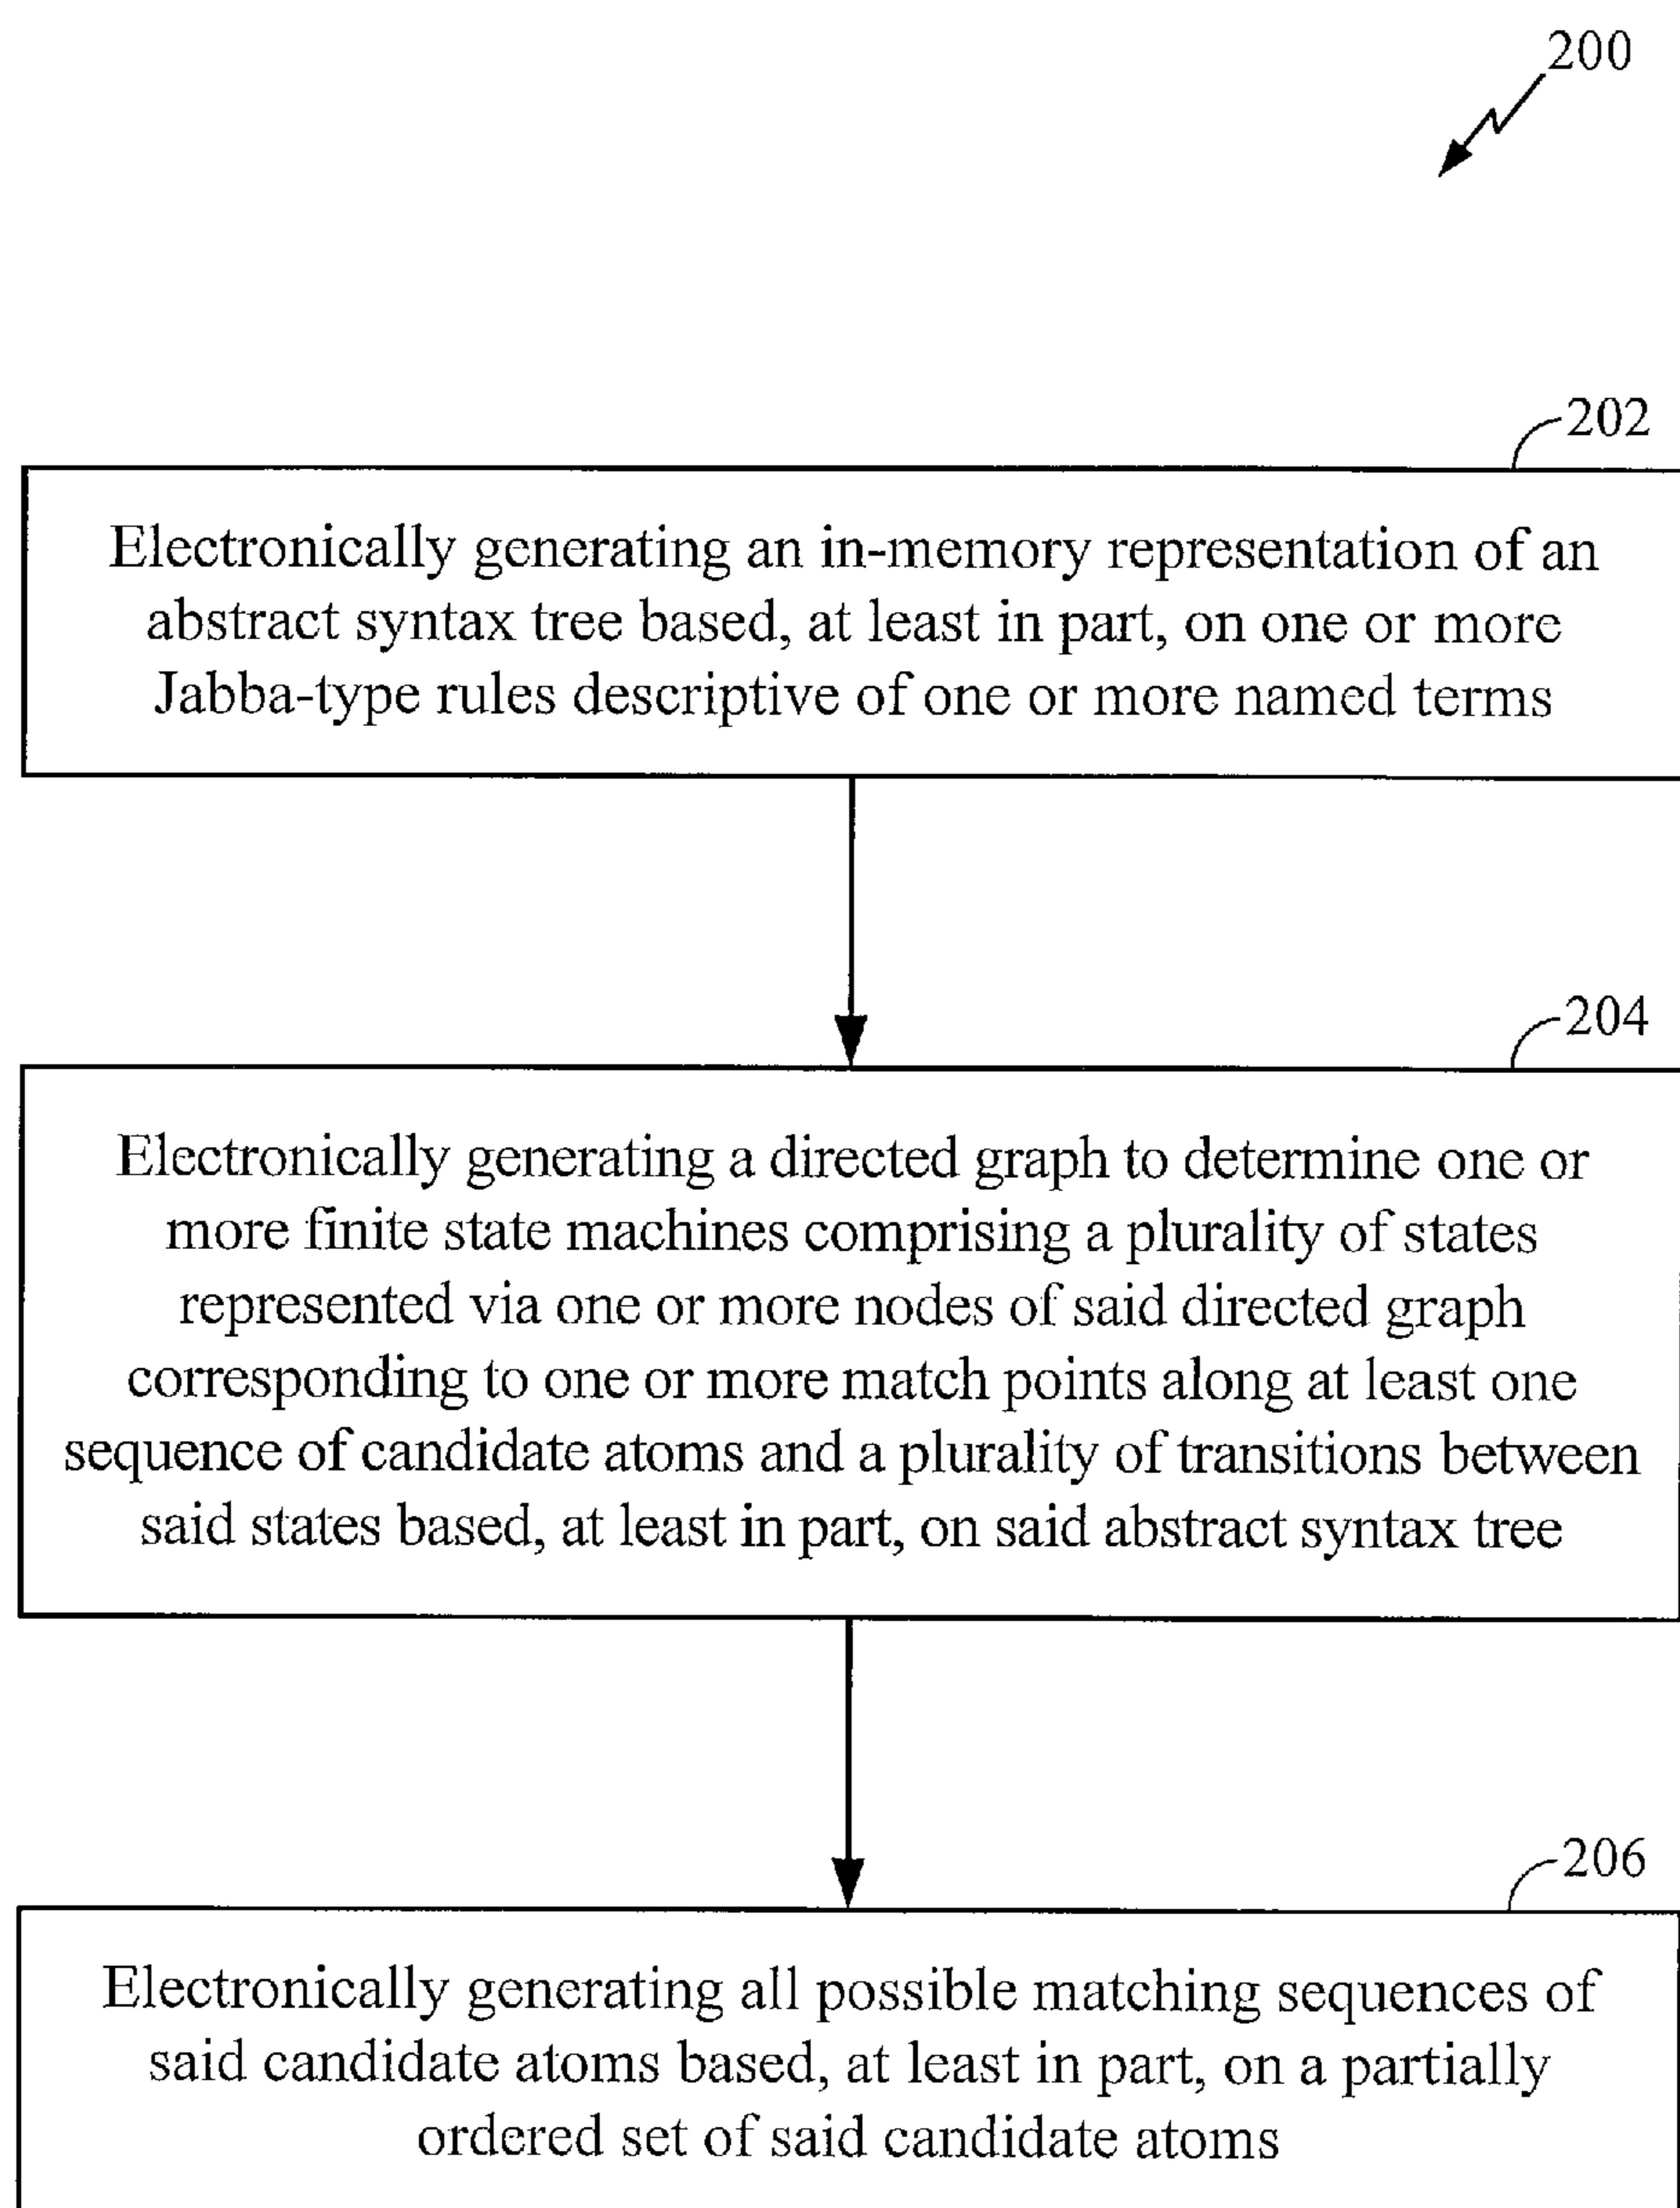 200
202
Electronically generating an in-memory representation of an
abstract syntax tree based, at least in part, on one or more
Jabba-type rules descriptive of one or more named terms
204
Electronically generating a directed graph to determine one or
more finite state machines comprising a plurality of states
represented via one or more nodes of said directed graph
corresponding to one or more match points along at least one
sequence of candidate atoms and a plurality of transitions between
said states based, at least in part, on said abstract syntax tree
206
Electronically generating all possible matching sequences of
said candidate atoms based, at least in part, on a partially
ordered set of said candidate atoms